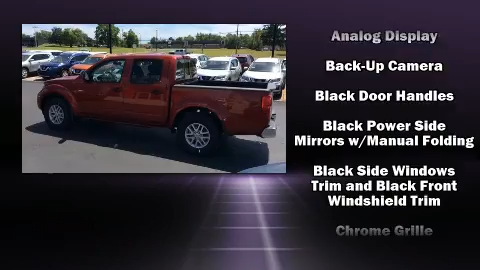 Analog Display
Back-Up Camera
Black Door Handles
Black Power Side
Mirrors w/Manual Folding
Black Side Windows
Trim and Black Front
Windshield Trim
Chrome Grille